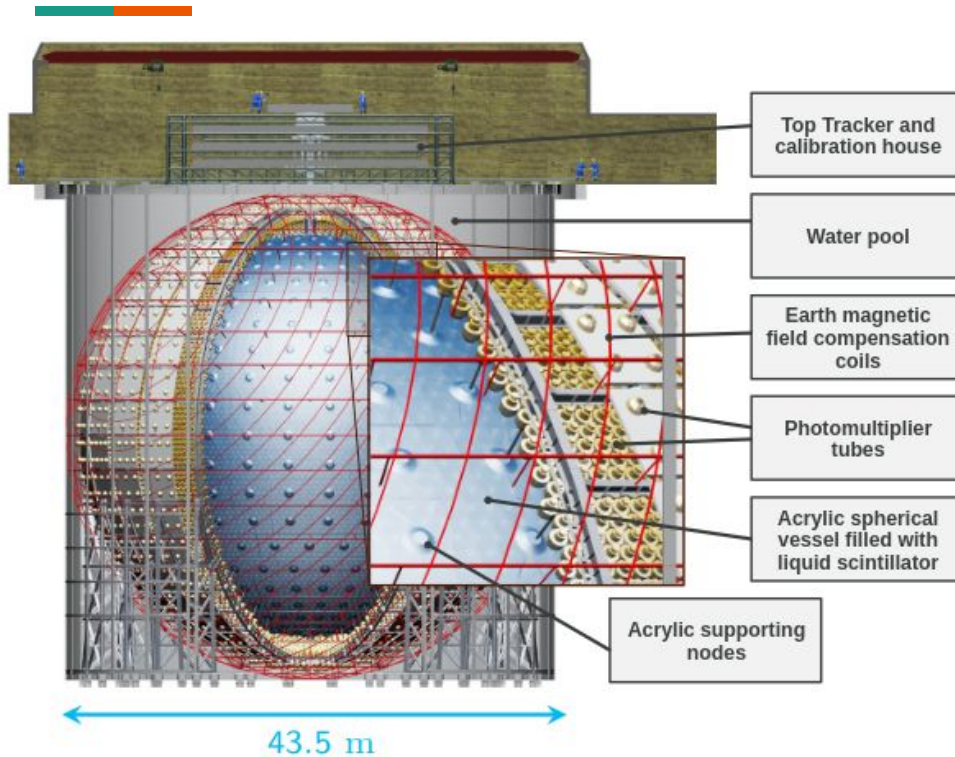 Top Tracker and
calibration house
Water pool
Earth magnetic
field compensation
coils
Photomultiplier
tubes
Acrylic spherical
vessel filled with
liquid scintillator
Acrylic supporting
nodes
43.5 m